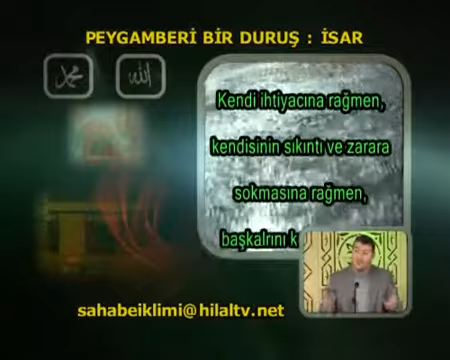 PEYGAMBERİ BİR DURUŞ : İSAR
محمد
الله
Kendi ihtiyacına rağmen,
kendisinin sıkıntı ve zarara
sokmasına rağmen,
başkalrını k
sahabeiklimi@hilaltv.net